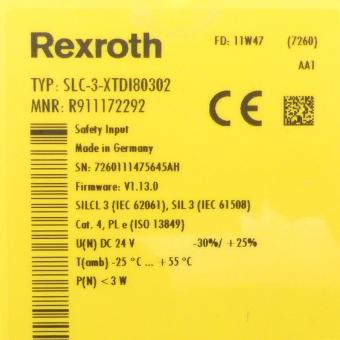 Rexroth
FD: 11W47 (7260)
AA1
TYP: SLC-3-XTDI80302
MNR: R911172292
Safety Input
Made in Germany
SN: 7260111475645AH
Firmware: V1.13.0
SILCL 3 (IEC 62061), SIL 3 (IEC 61508)
Cat. 4, PL e (ISO 13849)
U(N) DC 24 V -30%/ +25%
T(amb) -25 °C ... +55 °C
P(N) <3 W